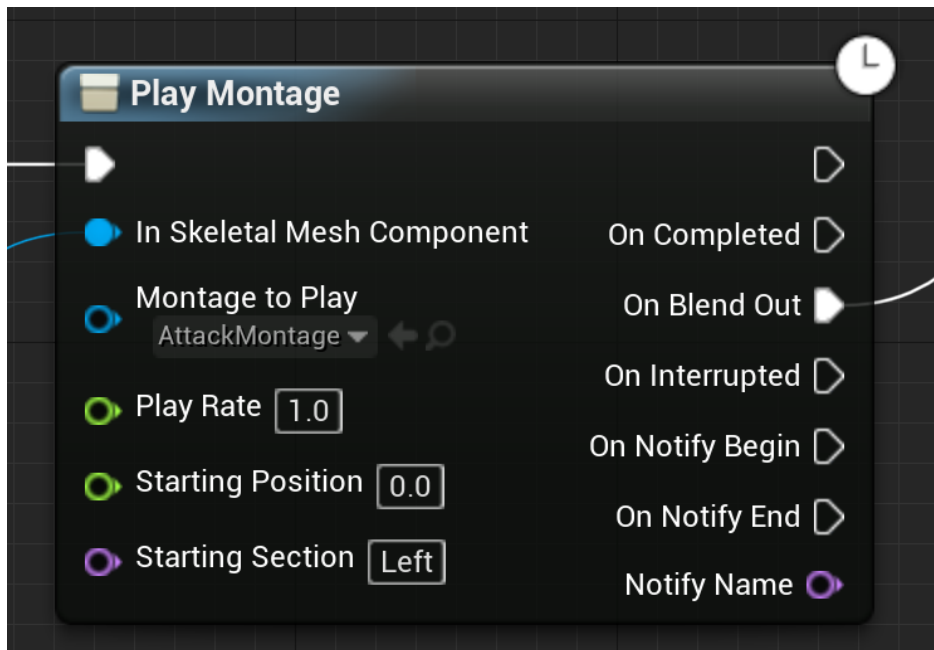 Play Montage
In Skeletal Mesh Component
On Completed
Montage to Play
AttackMontage
On Blend Out
On Interrupted
Play Rate 1.0
On Notify Begin
Starting Position 0.0
On Notify End
Starting Section Left
Notify Name